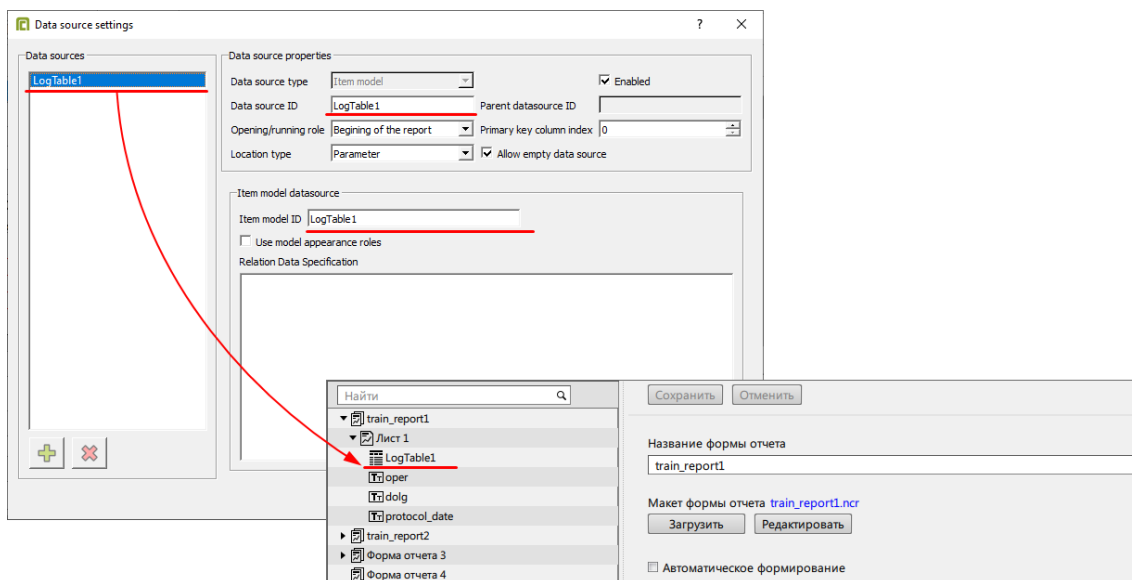 Data source settings
? X
Data sources
LogTable1
Data source properties
Data source type Item model Enabled
Data source ID LogTable1 Parent datasource ID
Opening/running role Begining of the report Primary key column index 0
Location type Parameter Allow empty data source
Item model datasource
Item model ID LogTable1
Use model appearance roles
Relation Data Specification
Найти
train_report1
Лист 1
LogTable1
oper
dolg
protocol_date
train_report2
Форма отчета 3
Форма отчета 4
Сохранить Отменить
Название формы отчета
train_report1
Макет формы отчета train_report1.ncr
Загрузить Редактировать
Автоматическое формирование